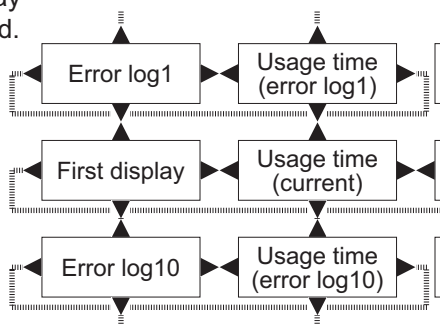 d.
Error log1
Usage time
(error log1)
First display
Usage time
(current)
Error log10
Usage time
(error log10)